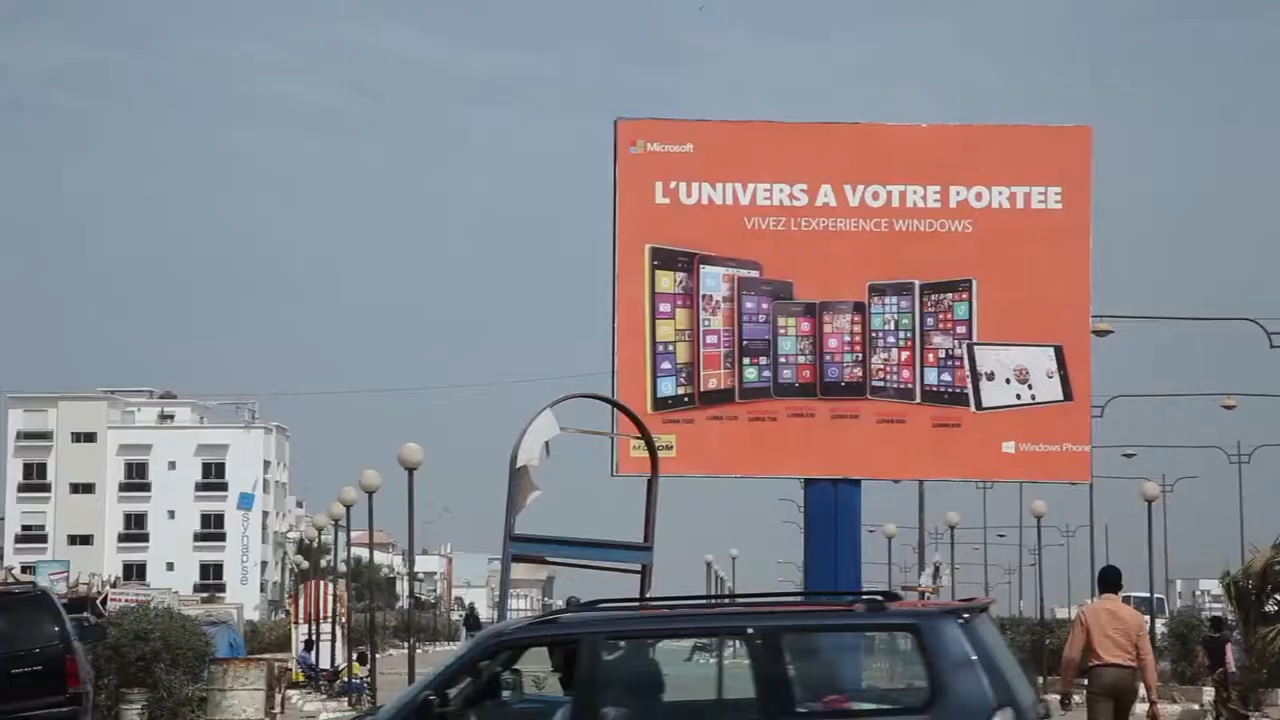 Microsoft
L'UNIVERS A VOTRE PORTEE
VIVEZ L'EXPERIENCE WINDOWS
Windows Phone
synapse